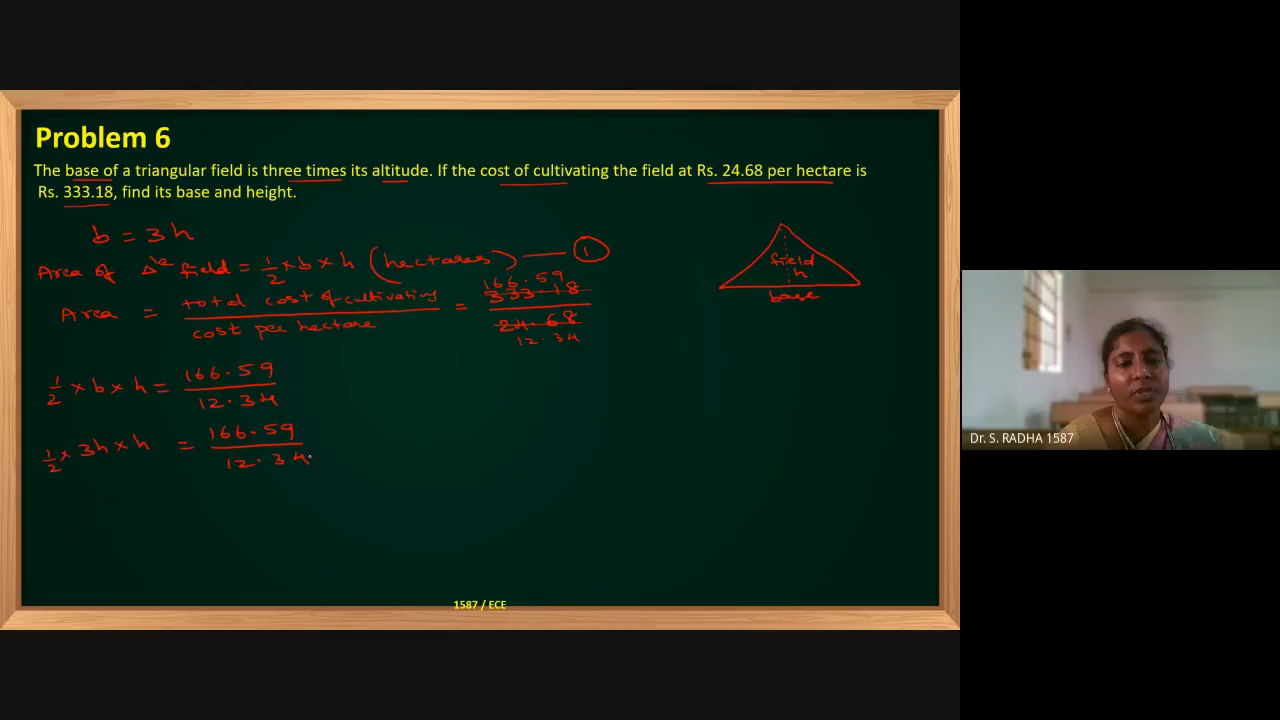 Problem 6
The base of a triangular field is three times its altitude. If the cost of cultivating the field at Rs. 24.68 per hectare is
Rs. 333.18, find its base and height.
b = 3h
Area of Δle field = 1/2 × b × h (hectares) — 1
Area = total cost of cultivating / cost per hectare = 333.18 / 24.68
166.59
12.34
1/2 × b × h = 166.59 / 12.34
1/2 × 3h × h = 166.59 / 12.34
field
h
base
1587 / ECE
Dr. S. RADHA 1587